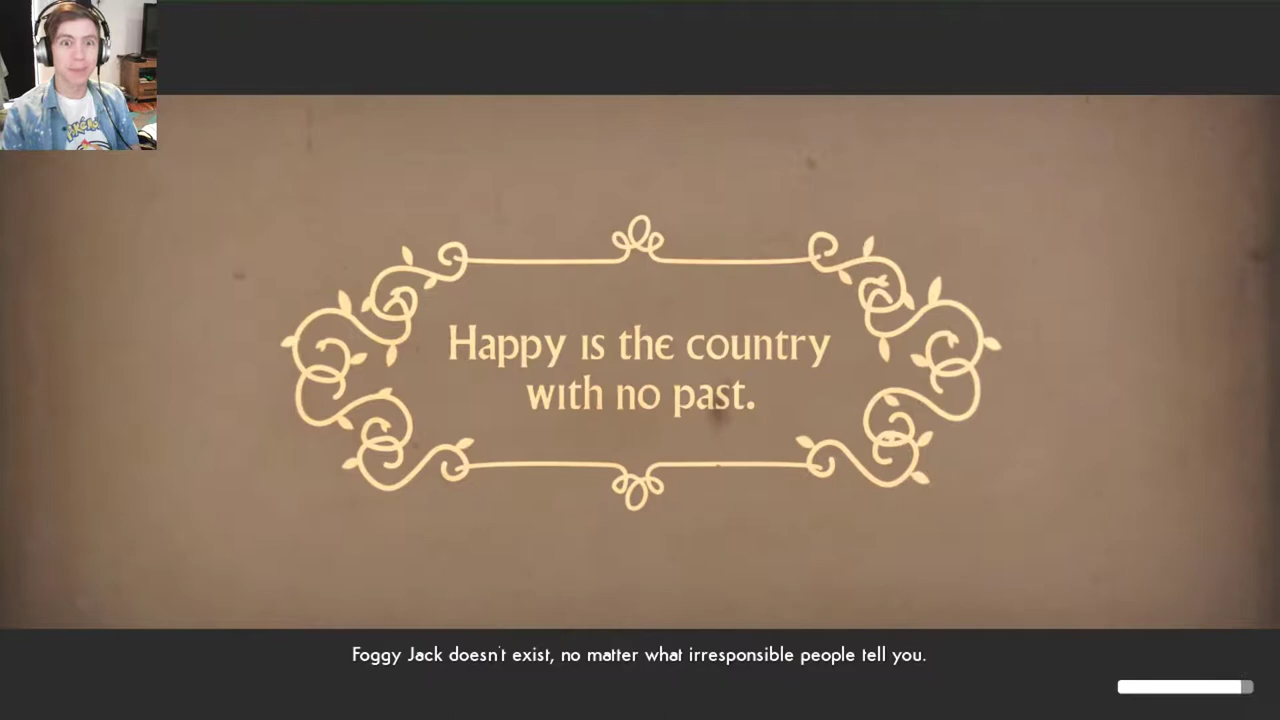 Happy is the country
with no past.
Foggy Jack doesn't exist, no matter what irresponsible people tell you.